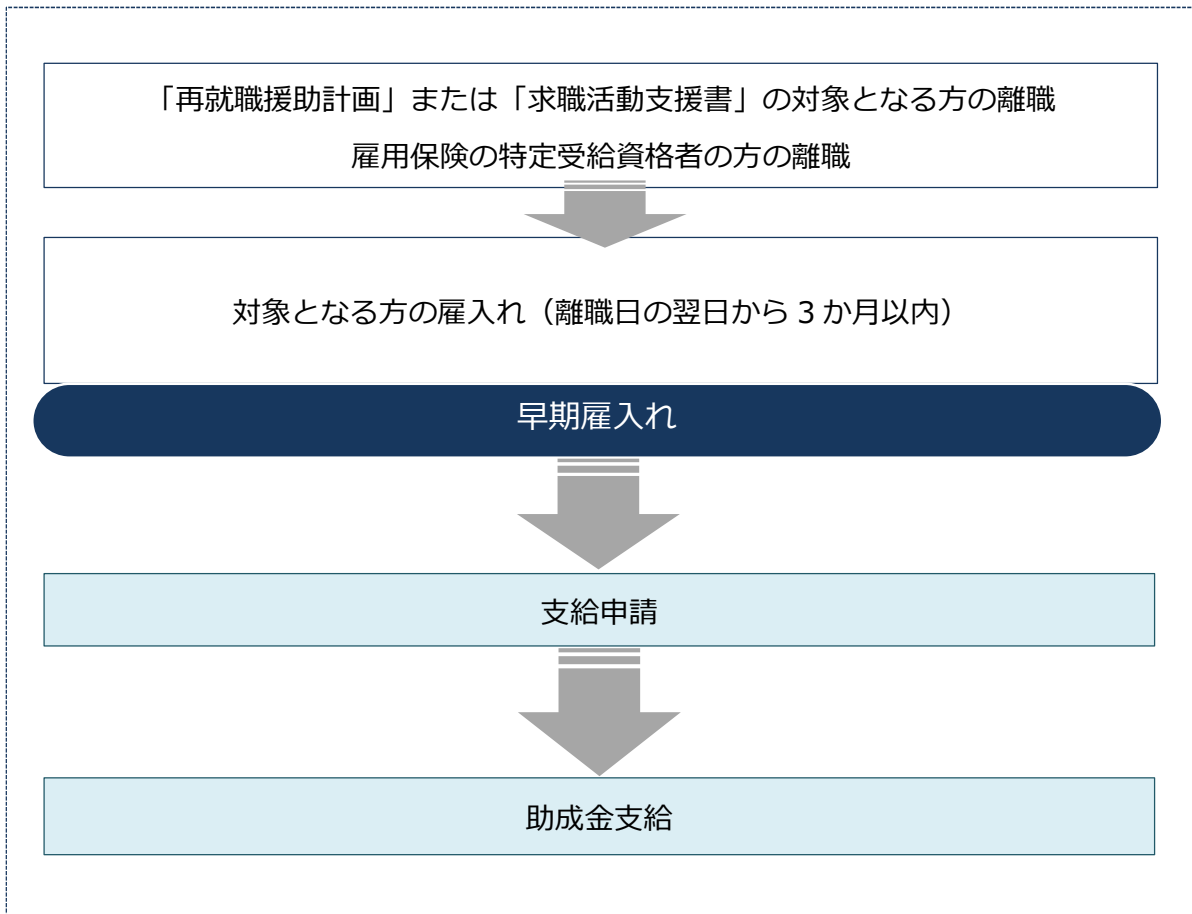 「再就職援助計画」または「求職活動支援書」の対象となる方の離職
雇用保険の特定受給資格者の方の離職
対象となる方の雇入れ（離職日の翌日から 3 か月以内）
早期雇入れ
支給申請
助成金支給